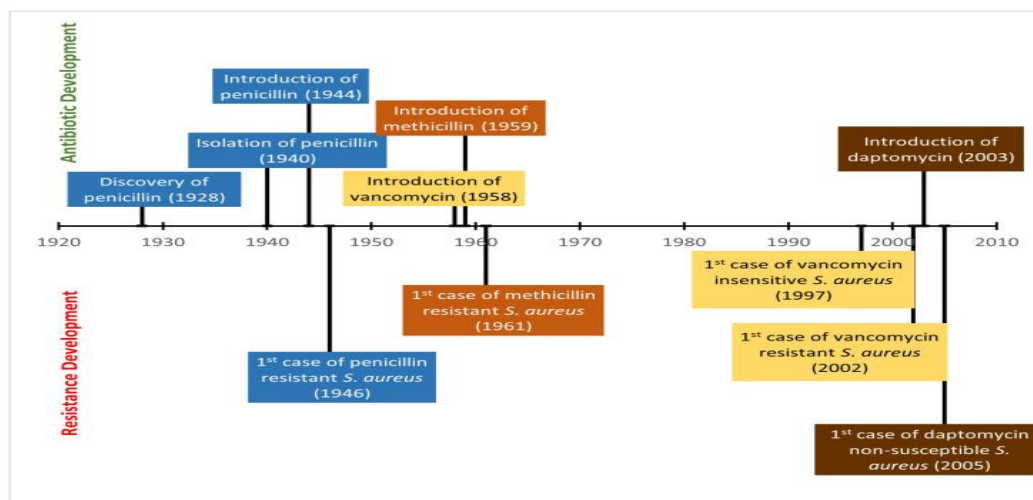 Antibiotic Development
Introduction of
penicillin (1944)
Introduction of
methicillin (1959)
Isolation of penicillin
(1940)
Introduction of
daptomycin (2003)
Discovery of
penicillin (1928)
Introduction of
vancomycin (1958)
1920 1930 1940 1950 1960 1970 1980 1990 2000 2010
Resistance Development
1st case of vancomycin
insensitive S. aureus
(1997)
1st case of methicillin
resistant S. aureus
(1961)
1st case of vancomycin
resistant S. aureus
(2002)
1st case of penicillin
resistant S. aureus
(1946)
1st case of daptomycin
non-susceptible S.
aureus (2005)